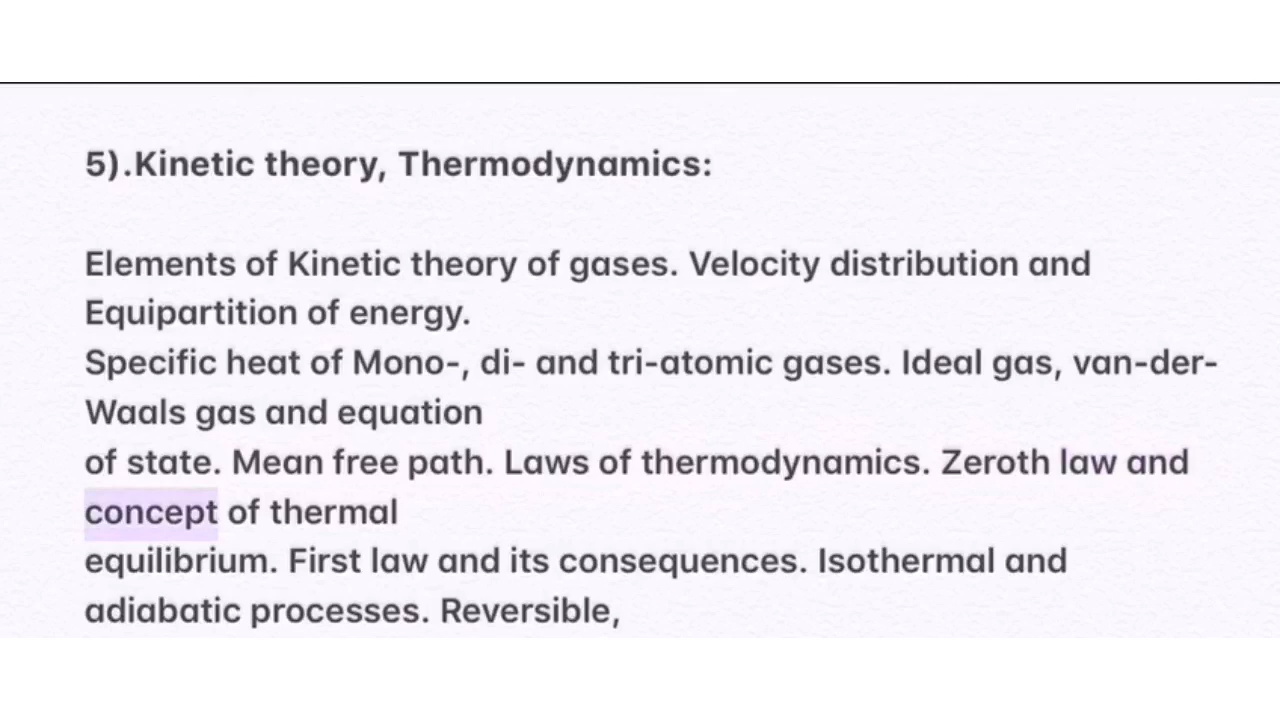 5).Kinetic theory, Thermodynamics:
Elements of Kinetic theory of gases. Velocity distribution and
Equipartition of energy.
Specific heat of Mono-, di- and tri-atomic gases. Ideal gas, van-der-
Waals gas and equation
of state. Mean free path. Laws of thermodynamics. Zeroth law and
concept of thermal
equilibrium. First law and its consequences. Isothermal and
adiabatic processes. Reversible,